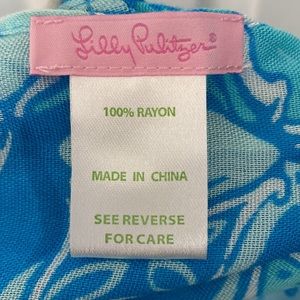 Lilly Pulitzer®
100% RAYON
MADE IN CHINA
SEE REVERSE
FOR CARE